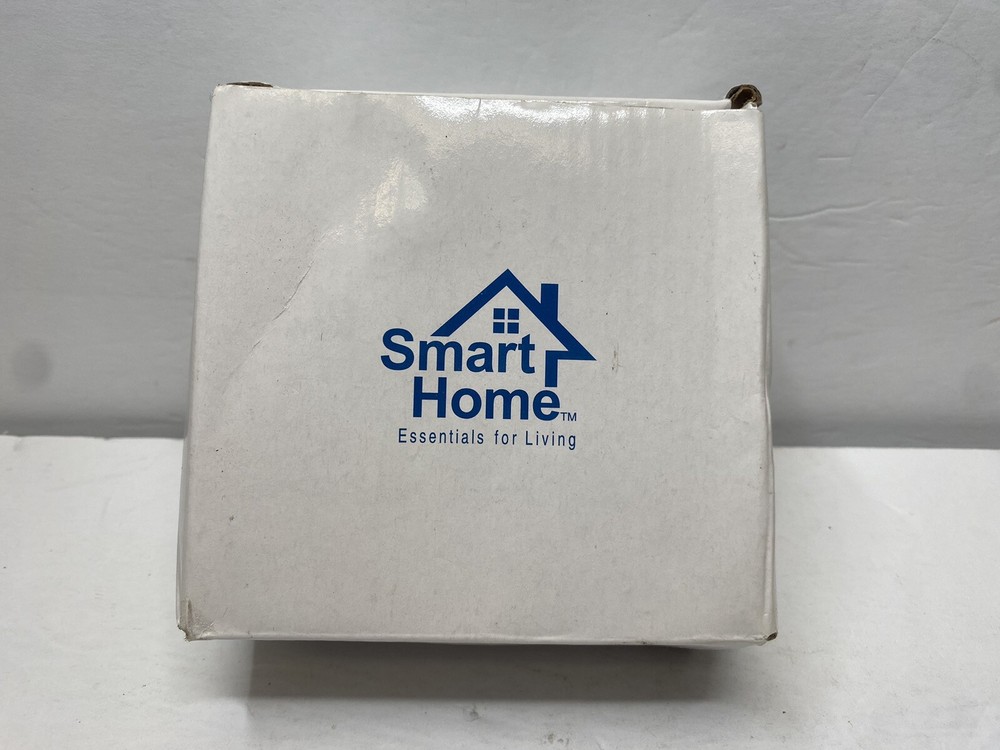 Smart
Home™
Essentials for Living